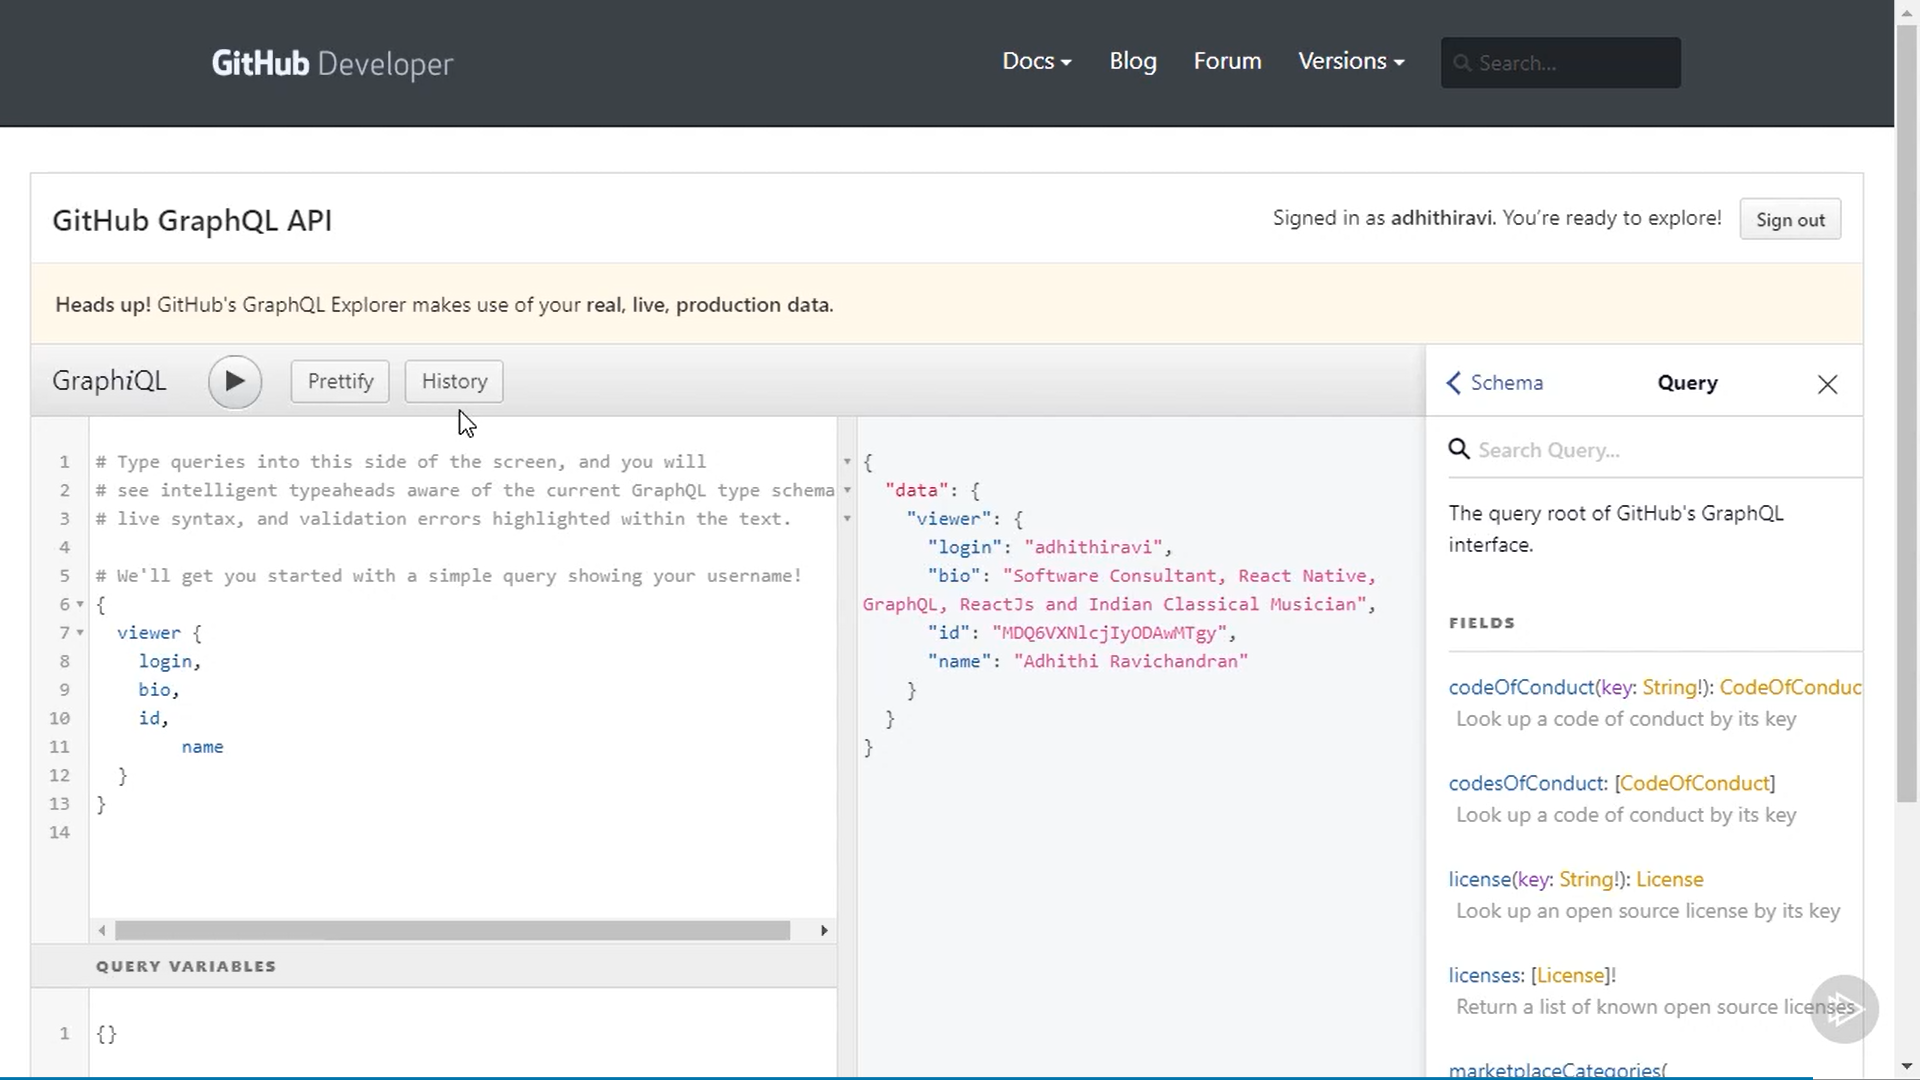 GitHub Developer
Docs
Blog
Forum
Versions
Search...
GitHub GraphQL API
Signed in as adhithiravi. You're ready to explore!
Sign out
Heads up! GitHub's GraphQL Explorer makes use of your real, live, production data.
GraphiQL
Prettify
History
1 # Type queries into this side of the screen, and you will
2 # see intelligent typeaheads aware of the current GraphQL type schema
3 # live syntax, and validation errors highlighted within the text.
4
5 # We'll get you started with a simple query showing your username!
6 {
7 viewer {
8 login,
9 bio,
10 id,
11 name
12 }
13 }
14
QUERY VARIABLES
1 {}
{
"data": {
"viewer": {
"login": "adhithiravi",
"bio": "Software Consultant, React Native,
GraphQL, ReactJs and Indian Classical Musician",
"id": "MDQ6VXNlcjIyODAwMTgy",
"name": "Adhithi Ravichandran"
}
}
}
Schema
Query
Search Query...
The query root of GitHub's GraphQL
interface.
FIELDS
codeOfConduct(key: String!): CodeOfConduc
Look up a code of conduct by its key
codesOfConduct: [CodeOfConduct]
Look up a code of conduct by its key
license(key: String!): License
Look up an open source license by its key
licenses: [License]!
Return a list of known open source licenses
marketplaceCategories(